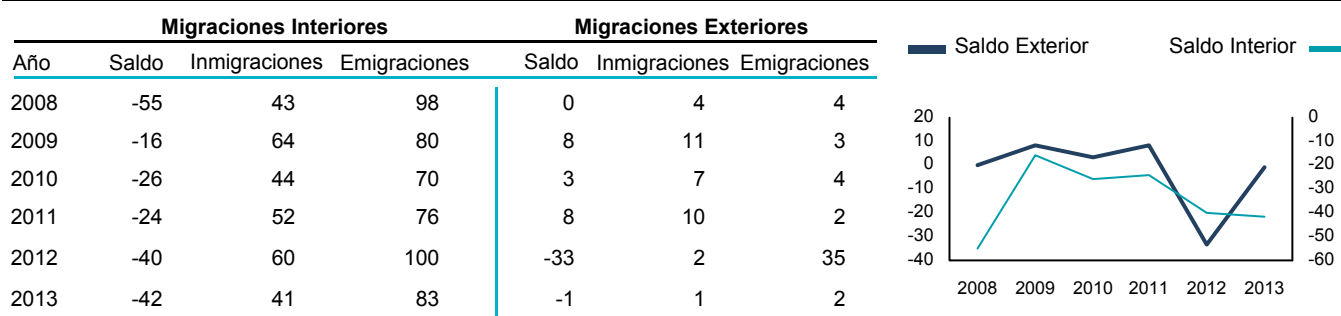 Migraciones Interiores Migraciones Exteriores
Año Saldo Inmigraciones Emigraciones Saldo Inmigraciones Emigraciones
2008 -55 43 98 0 4 4
2009 -16 64 80 8 11 3
2010 -26 44 70 3 7 4
2011 -24 52 76 8 10 2
2012 -40 60 100 -33 2 35
2013 -42 41 83 -1 1 2
Saldo Exterior Saldo Interior
20 0
10 -10
0 -20
-10 -30
-20 -40
-30 -50
-40 -60
2008 2009 2010 2011 2012 2013